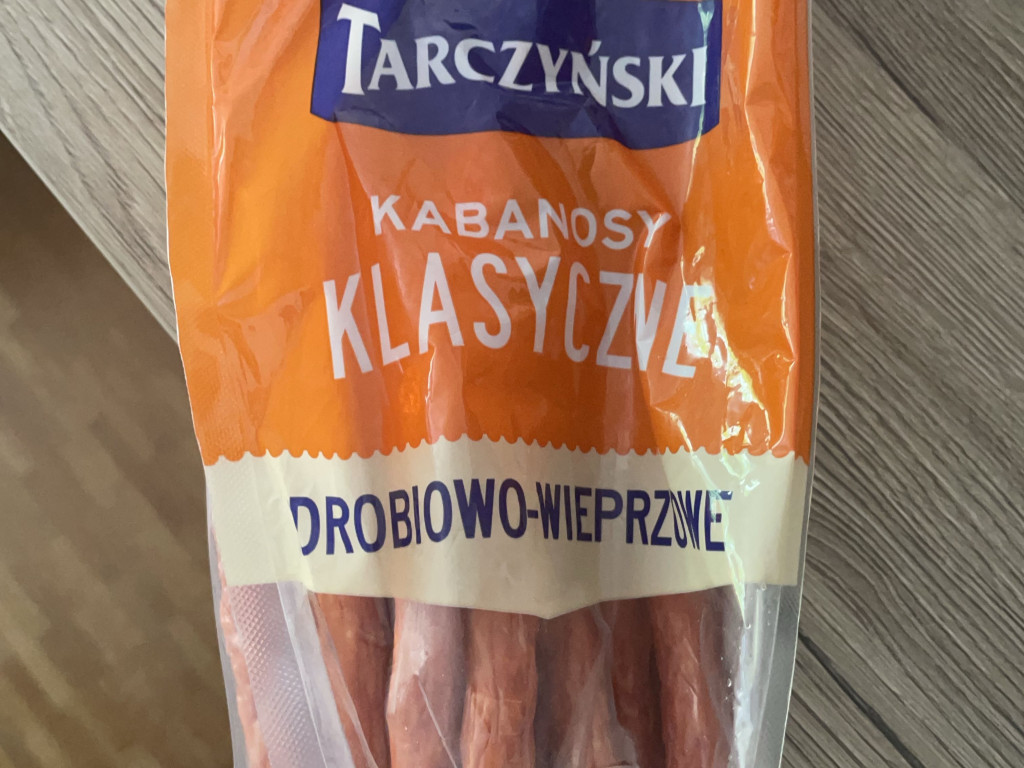 TARCZYŃSKI
KABANOSY
KLASYCZNE
DROBIOWO-WIEPRZOWE